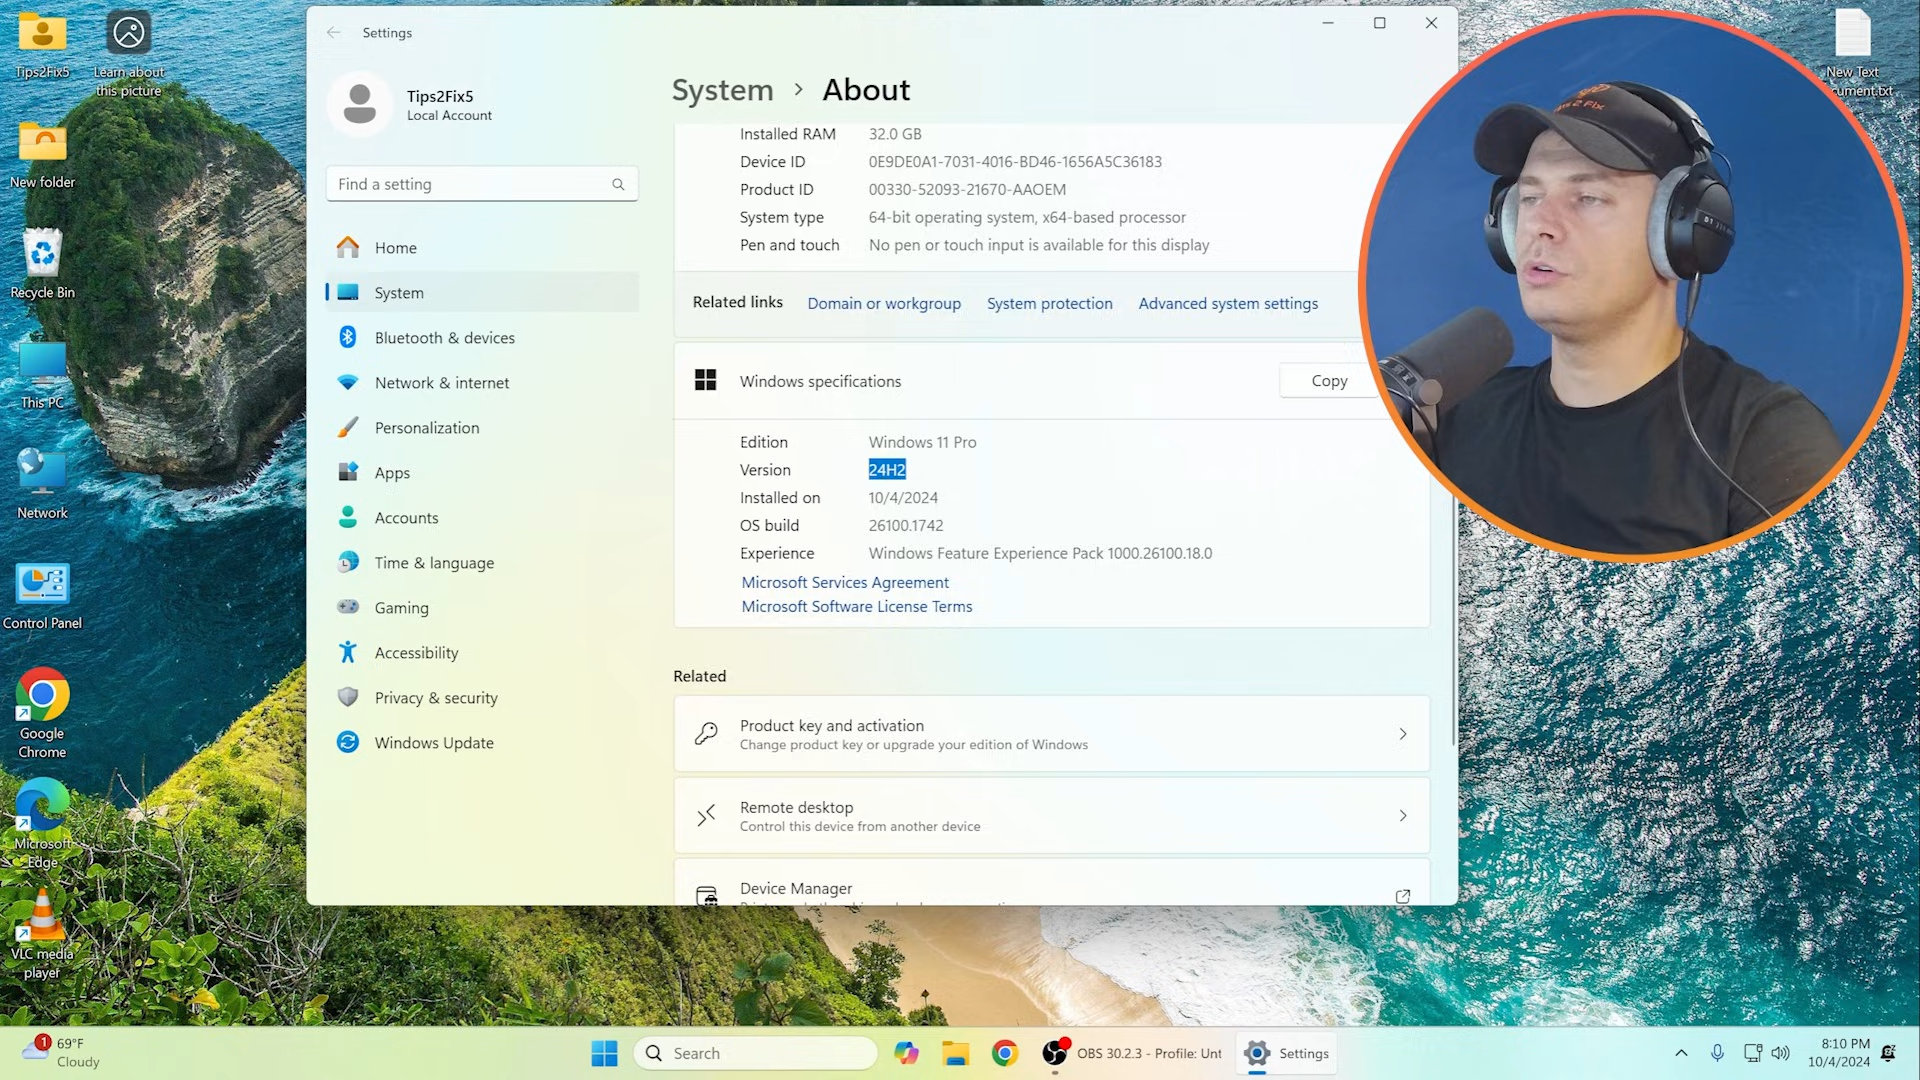 Tips2Fix5
Learn about
this picture
New folder
Recycle Bin
This PC
Network
Control Panel
Google
Chrome
Microsoft
Edge
VLC media
player
Settings
Tips2Fix5
Local Account
Find a setting
Home
System
Bluetooth & devices
Network & internet
Personalization
Apps
Accounts
Time & language
Gaming
Accessibility
Privacy & security
Windows Update
System > About
Installed RAM 32.0 GB
Device ID 0E9DE0A1-7031-4016-BD46-1656A5C36183
Product ID 00330-52093-21670-AAOEM
System type 64-bit operating system, x64-based processor
Pen and touch No pen or touch input is available for this display
Related links Domain or workgroup System protection Advanced system settings
Windows specifications Copy
Edition Windows 11 Pro
Version 24H2
Installed on 10/4/2024
OS build 26100.1742
Experience Windows Feature Experience Pack 1000.26100.18.0
Microsoft Services Agreement
Microsoft Software License Terms
Related
Product key and activation
Change product key or upgrade your edition of Windows
Remote desktop
Control this device from another device
Device Manager
New Text
cument.txt
1 69°F
Cloudy
Search
OBS 30.2.3 - Profile: Unt
Settings
8:10 PM
10/4/2024